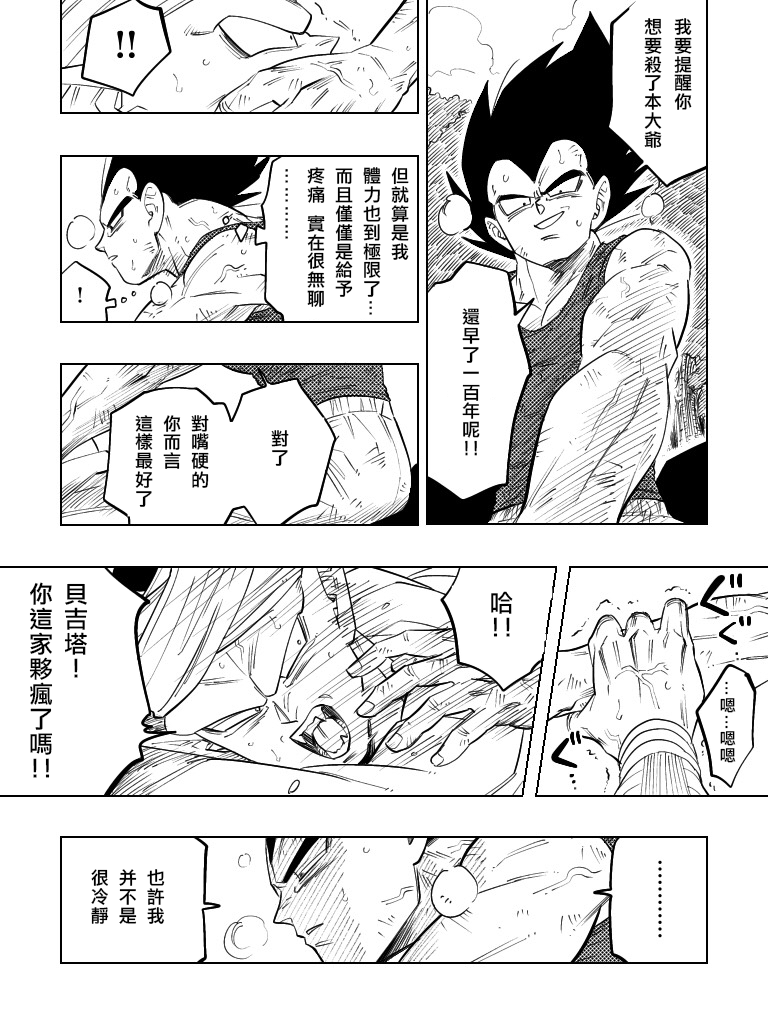 我要提醒你
想要殺了本大爺
還早了一百年呢!!
!!
但就算是我
體力也到極限了…
而且僅僅是給予
疼痛 實在很無聊
…………
!
對了
對嘴硬的
你而言
這樣最好了
…嗯…嗯嗯
哈!!
貝吉塔!
你這家夥瘋了嗎!!
…………
也許我
并不是
很冷靜